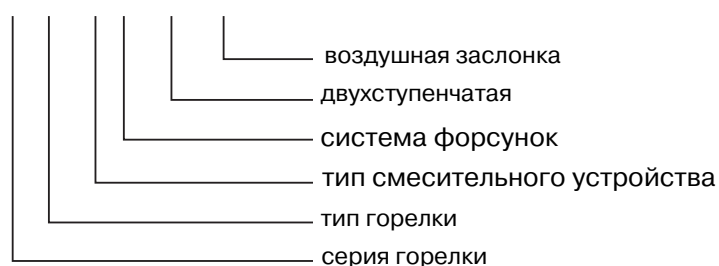 воздушная заслонка
двухступенчатая
система форсунок
тип смесительного устройства
тип горелки
серия горелки